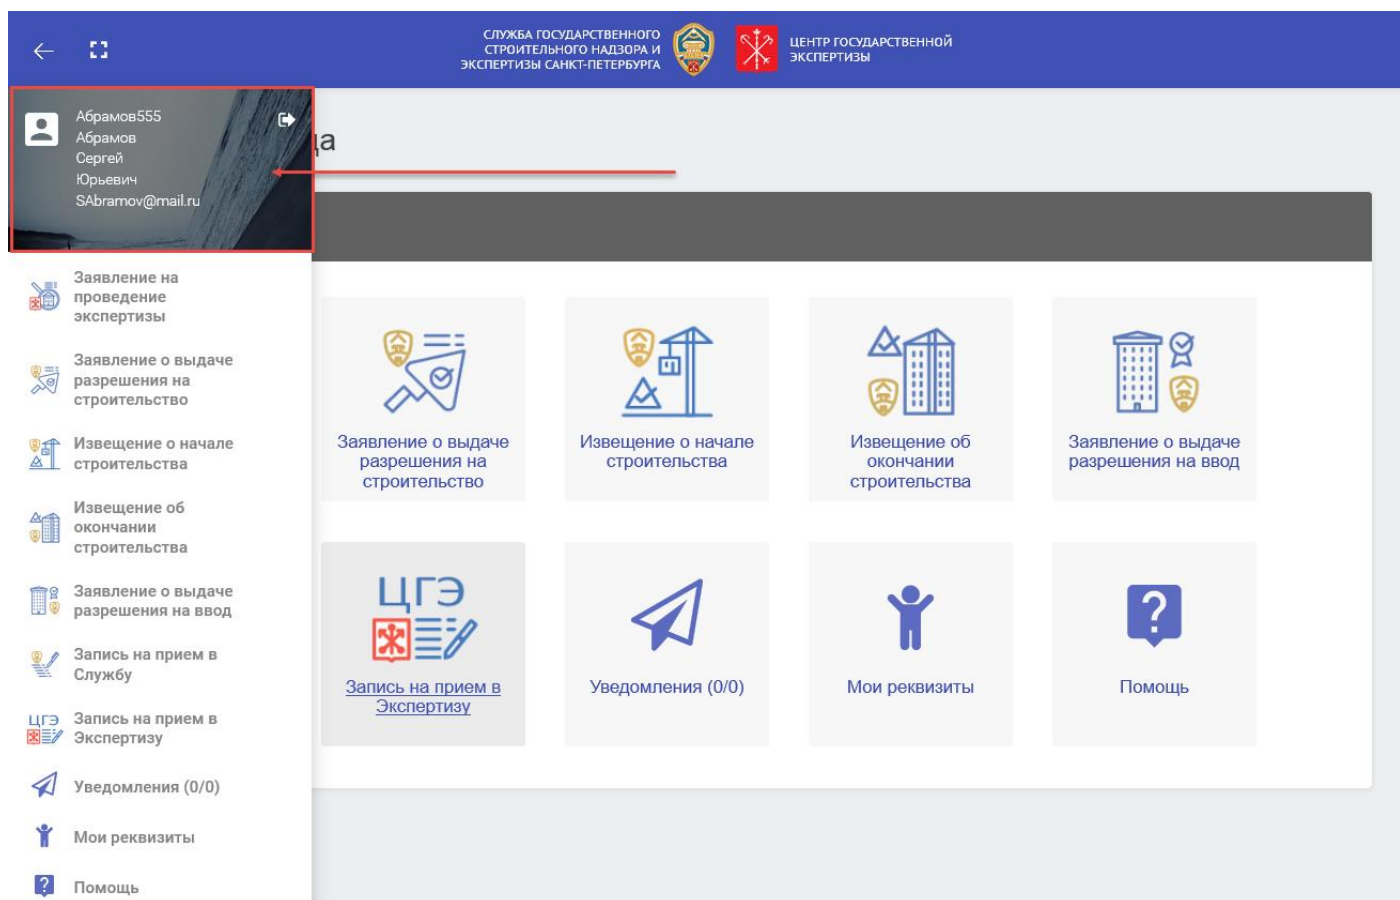 СЛУЖБА ГОСУДАРСТВЕННОГО
СТРОИТЕЛЬНОГО НАДЗОРА И
ЭКСПЕРТИЗЫ САНКТ-ПЕТЕРБУРГА
ЦЕНТР ГОСУДАРСТВЕННОЙ
ЭКСПЕРТИЗЫ
Абрамов555
Абрамов
Сергей
Юрьевич
SAbramov@mail.ru
Заявление на
проведение
экспертизы
Заявление о выдаче
разрешения на
строительство
Извещение о начале
строительства
Извещение об
окончании
строительства
Заявление о выдаче
разрешения на ввод
Запись на прием в
Службу
ЦГЭ
Запись на прием в
Экспертизу
Уведомления (0/0)
Мои реквизиты
Помощь
Заявление о выдаче
разрешения на
строительство
Извещение о начале
строительства
Извещение об
окончании
строительства
Заявление о выдаче
разрешения на ввод
ЦГЭ
Запись на прием в
Экспертизу
Уведомления (0/0)
Мои реквизиты
Помощь